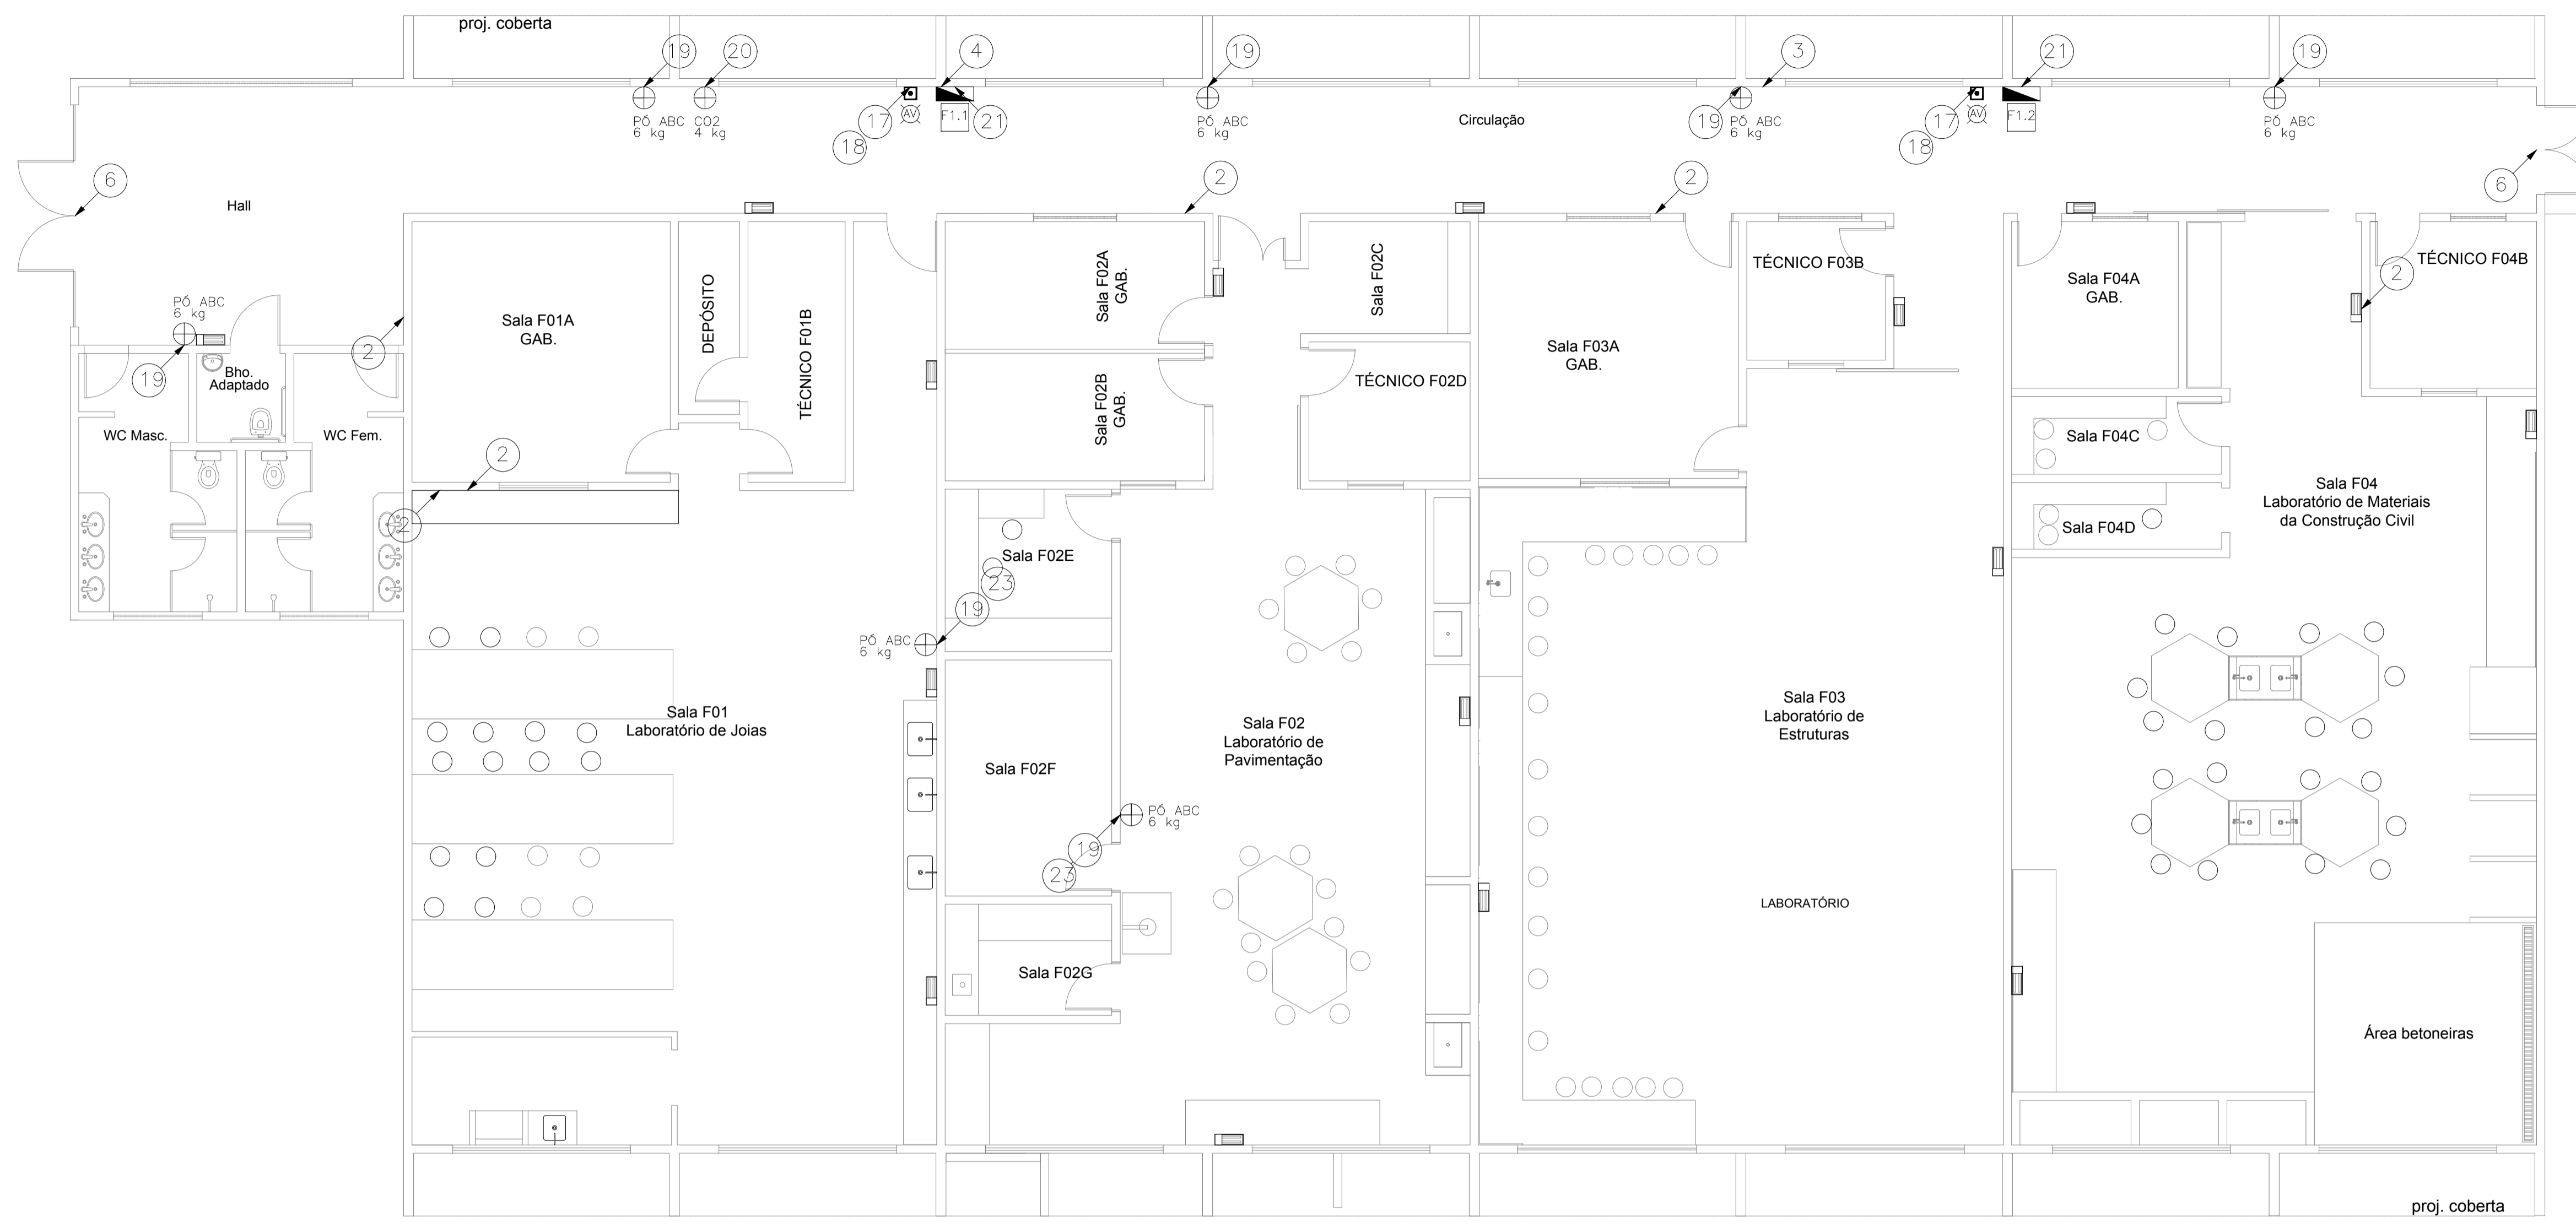 proj. coberta
19
20
4
19
3
21
19
PÓ ABC
6 kg
CO2
4 kg
17
18
AV
F1.1
21
PÓ ABC
6 kg
Circulação
19
PÓ ABC
6 kg
17
18
AV
F1.2
PÓ ABC
6 kg
6
Hall
2
2
6
PÓ ABC
6 kg
19
2
Bho.
Adaptado
WC Masc.
WC Fem.
Sala F01A
GAB.
DEPÓSITO
TÉCNICO F01B
Sala F02A
GAB.
Sala F02B
GAB.
Sala F02C
TÉCNICO F02D
Sala F03A
GAB.
TÉCNICO F03B
Sala F04A
GAB.
TÉCNICO F04B
2
2
2
Sala F04C
Sala F04D
Sala F04
Laboratório de Materiais
da Construção Civil
Sala F02E
23
19
PÓ ABC
6 kg
Sala F01
Laboratório de Joias
Sala F02F
Sala F02
Laboratório de
Pavimentação
Sala F03
Laboratório de
Estruturas
PÓ ABC
6 kg
19
23
LABORATÓRIO
Sala F02G
Área betoneiras
proj. coberta